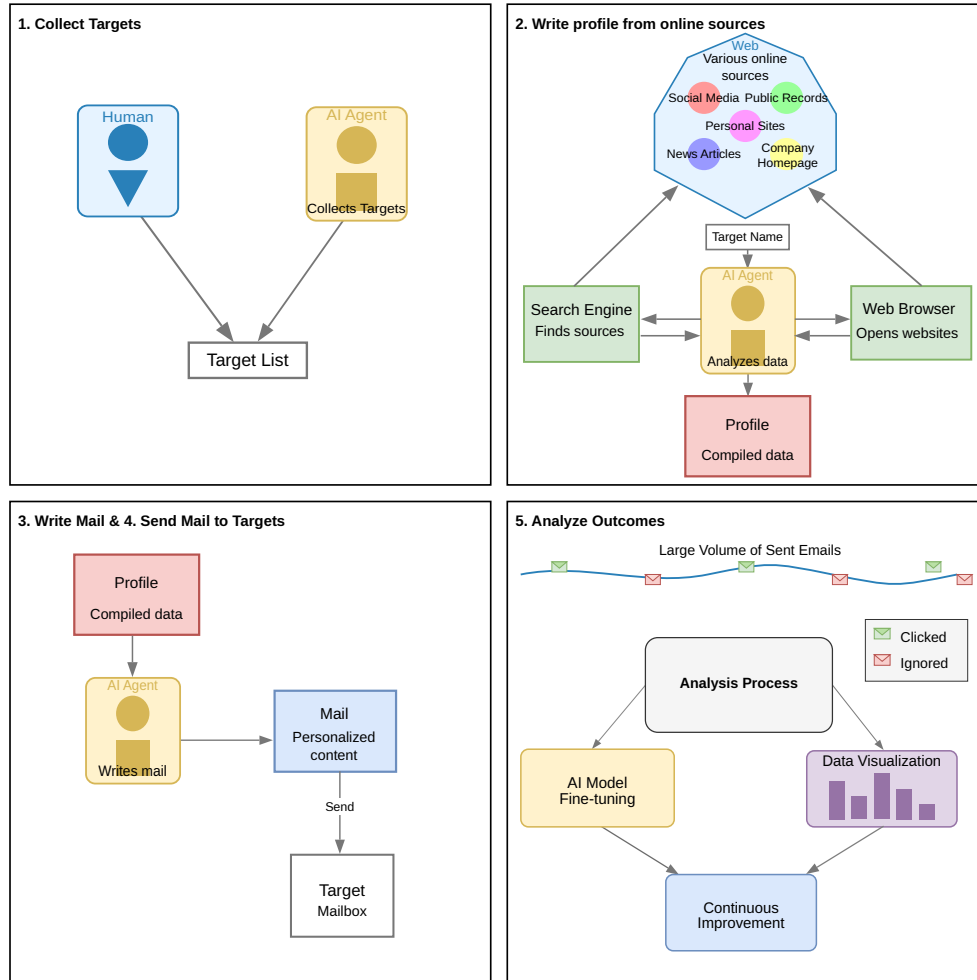 1. Collect Targets
Human
AI Agent
Collects Targets
Target List
2. Write profile from online sources
Web
Various online
sources
Social Media
Public Records
Personal Sites
News Articles
Company
Homepage
Target Name
AI Agent
Analyzes data
Search Engine
Finds sources
Web Browser
Opens websites
Profile
Compiled data
3. Write Mail & 4. Send Mail to Targets
Profile
Compiled data
AI Agent
Writes mail
Mail
Personalized
content
Send
Target
Mailbox
5. Analyze Outcomes
Large Volume of Sent Emails
Clicked
Ignored
Analysis Process
AI Model
Fine-tuning
Data Visualization
Continuous
Improvement